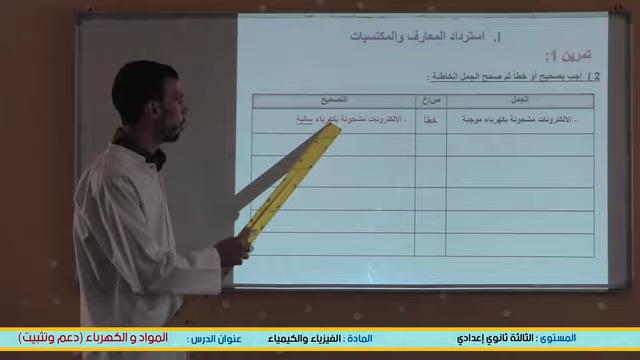 I. استرداد المعارف والمكتسبات
تمرين 1:
2 ) أجب بصحيح أو خطأ ثم صحح الجمل الخاطئة :
الجمل ص/خ التصحيح
- الالكترونات مشحونة بكهرباء موجبة خطأ - الالكترونات مشحونة بكهرباء سالبة
المستوى : الثالثة ثانوي إعدادي المادة : الفيزياء والكيمياء عنوان الدرس : المواد و الكهرباء (دعم وتثبيت)